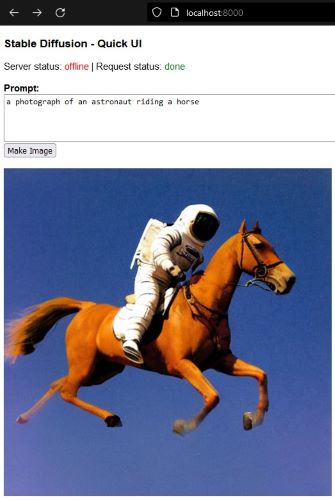 localhost:8000
Stable Diffusion - Quick UI
Server status: offline | Request status: done
Prompt:
a photograph of an astronaut riding a horse
Make Image